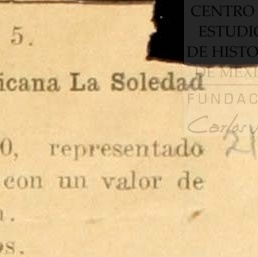 5.
CENTRO
ESTUDIO
DE HISTO
DE MEXI
icana La Soledad
FUNDAC
Carlos
0, representado
21
con un valor de
n.
os.